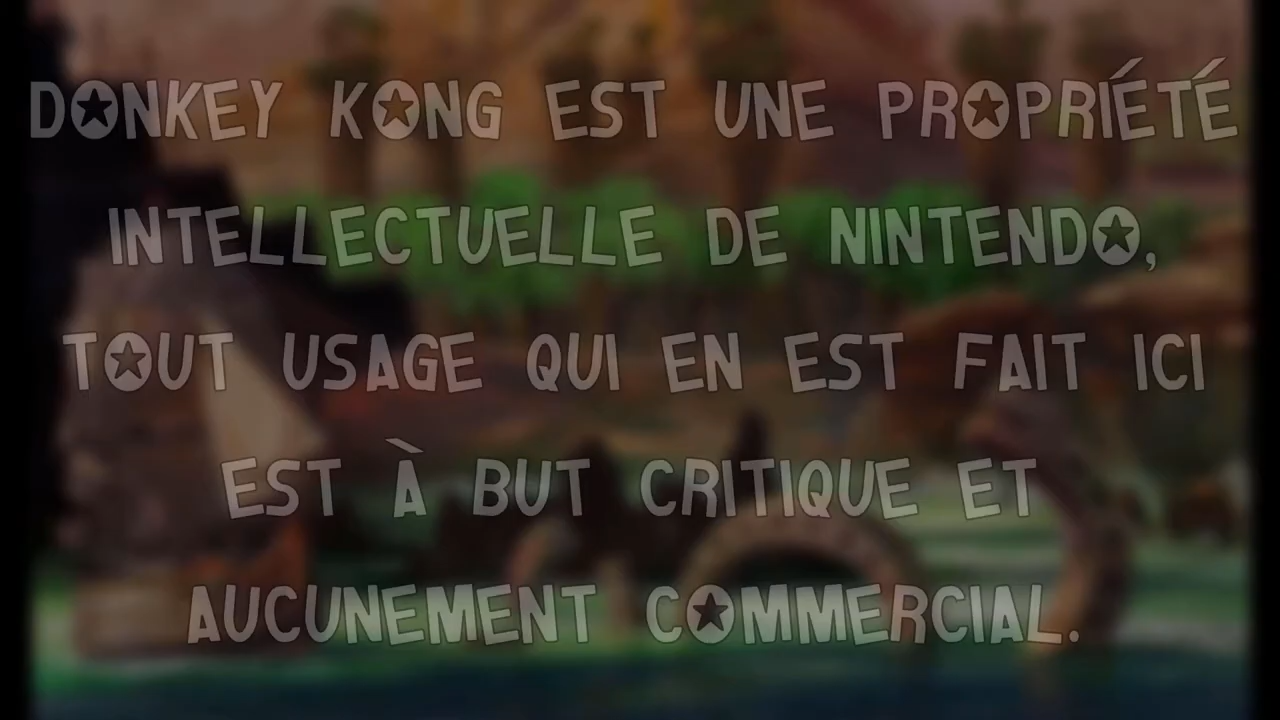 DONKEY KONG EST UNE PROPRIÉTÉ
INTELLECTUELLE DE NINTENDO,
TOUT USAGE QUI EN EST FAIT ICI
EST À BUT CRITIQUE ET
AUCUNEMENT COMMERCIAL.